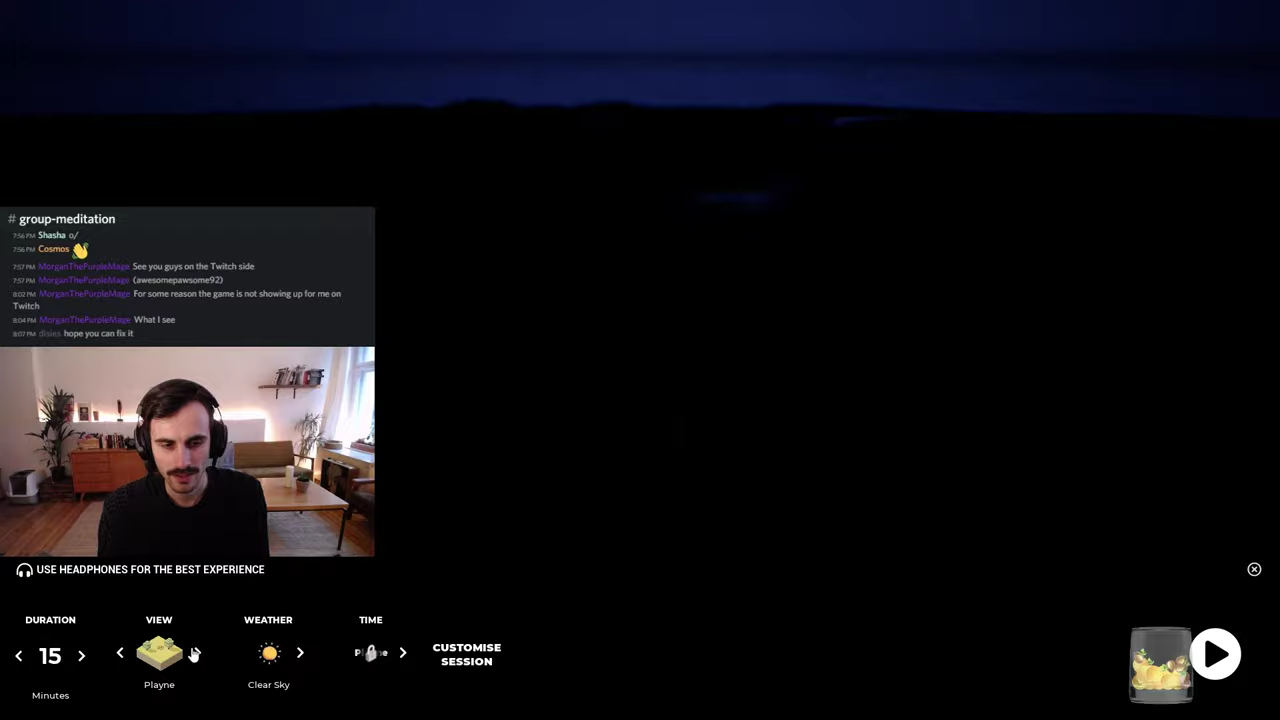 # group-meditation
7:56 PM Shasha o/
7:56 PM Cosmos 👋
7:57 PM MorganThePurpleMage See you guys on the Twitch side
7:57 PM MorganThePurpleMage (awesomepawsome92)
8:02 PM MorganThePurpleMage For some reason the game is not showing up for me on
Twitch
8:04 PM MorganThePurpleMage What I see
8:07 PM disies hope you can fix it
USE HEADPHONES FOR THE BEST EXPERIENCE
DURATION VIEW WEATHER TIME
15
CUSTOMISE
SESSION
Minutes Playne Clear Sky